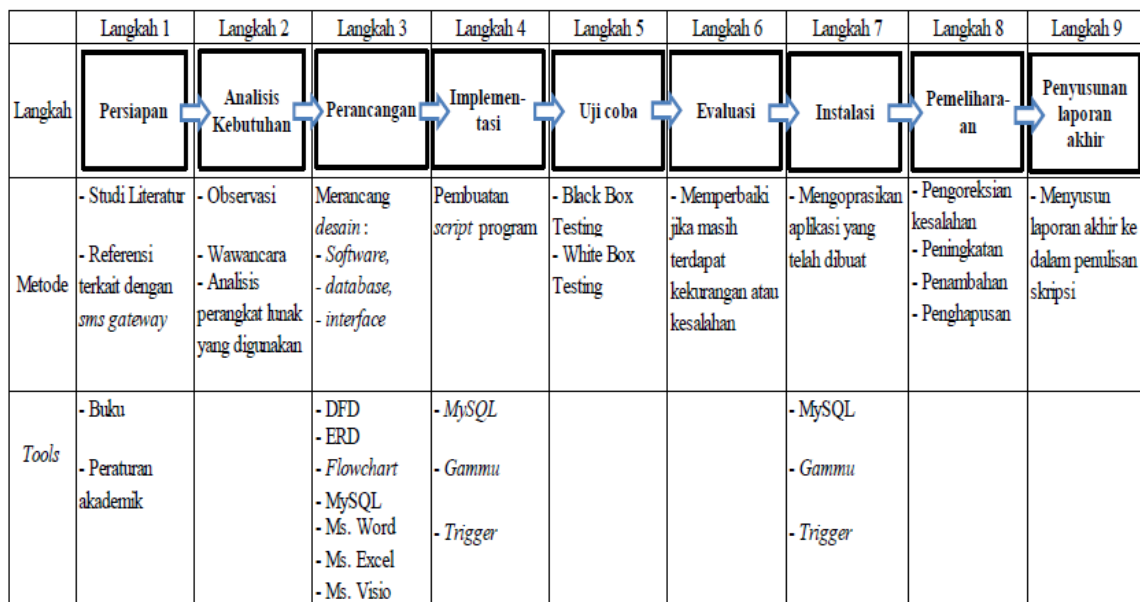 Langkah 1
Langkah 2
Langkah 3
Langkah 4
Langkah 5
Langkah 6
Langkah 7
Langkah 8
Langkah 9
Langkah
Persiapan
Analisis
Kebutuhan
Perancangan
Implemen-
tasi
Uji coba
Evaluasi
Instalasi
Pemelihara-
an
Penyusunan
laporan
akhir
Metode
- Studi Literatur
- Referensi
terkait dengan
sms gateway
- Observasi
- Wawancara
- Analisis
perangkat lunak
yang digunakan
Merancang
desain :
- Software,
- database,
- interface
Pembuatan
script program
- Black Box
Testing
- White Box
Testing
- Memperbaiki
jika masih
terdapat
kekurangan atau
kesalahan
- Mengoprasikan
aplikasi yang
telah dibuat
- Pengoreksian
kesalahan
- Peningkatan
- Penambahan
- Penghapusan
- Menyusun
laporan akhir ke
dalam penulisan
skripsi
Tools
- Buku
- Peraturan
akademik
- DFD
- ERD
- Flowchart
- MySQL
- Ms. Word
- Ms. Excel
- Ms. Visio
- MySQL
- Gammu
- Trigger
- MySQL
- Gammu
- Trigger